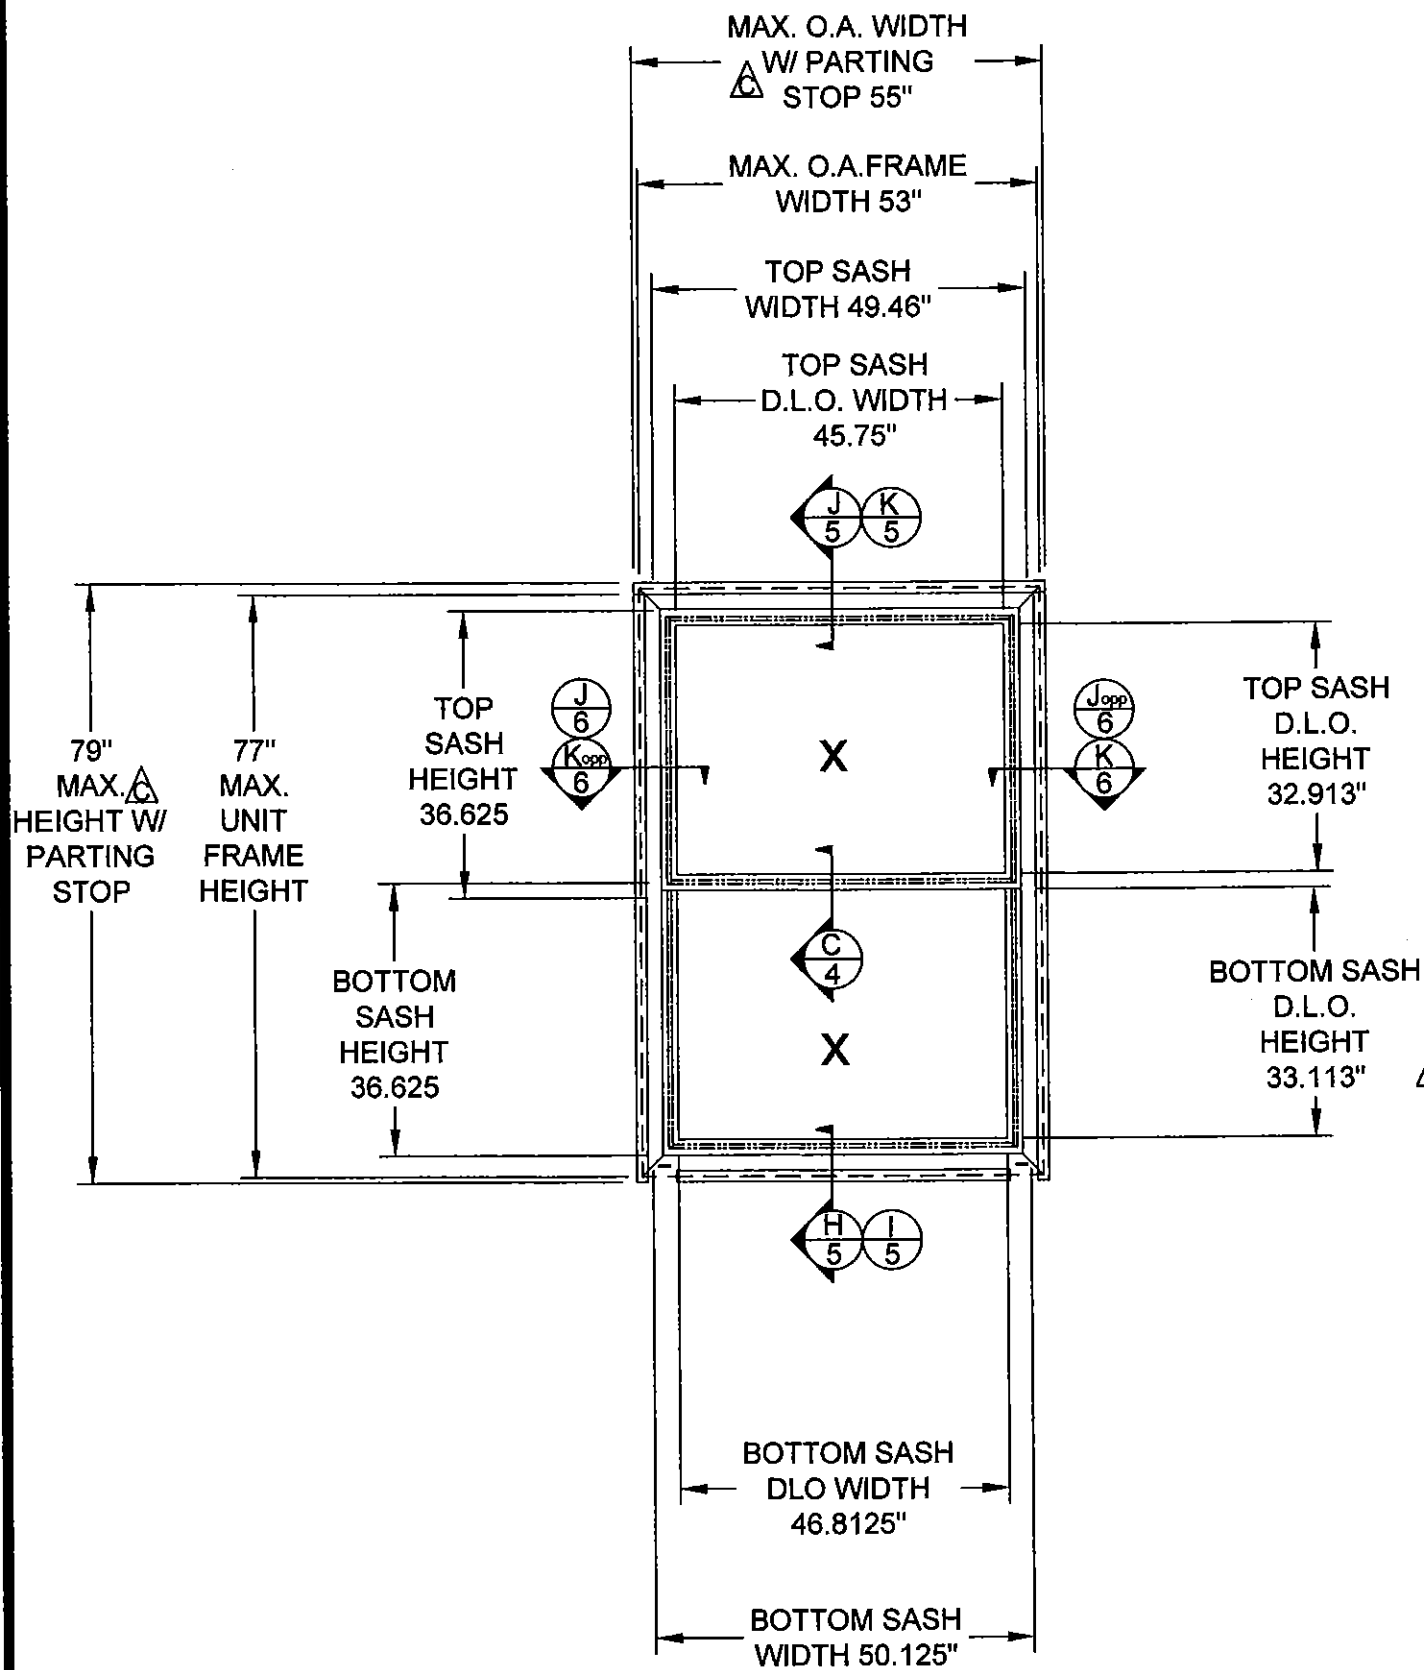 MAX. O.A. WIDTH
W/ PARTING
C
STOP 55"
MAX. O.A.FRAME
WIDTH 53"
TOP SASH
WIDTH 49.46"
TOP SASH
D.L.O. WIDTH
45.75"
J K
5 5
79"
MAX. C
HEIGHT W/
PARTING
STOP
77"
MAX.
UNIT
FRAME
HEIGHT
TOP
SASH
HEIGHT
36.625
J
6
Kopp
6
X
Jopp
6
K
6
TOP SASH
D.L.O.
HEIGHT
32.913"
BOTTOM
SASH
HEIGHT
36.625
C
4
X
BOTTOM SASH
D.L.O.
HEIGHT
33.113"
H I
5 5
BOTTOM SASH
DLO WIDTH
46.8125"
BOTTOM SASH
WIDTH 50.125"